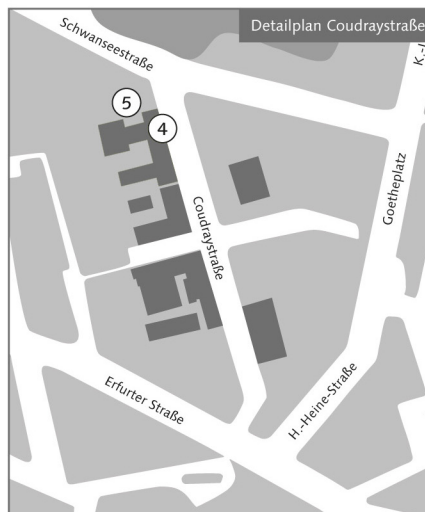 Detailplan Coudraystraße
Schwanseestraße
K.-L
5
4
Goetheplatz
Coudraystraße
Erfurter Straße
H.-Heine-Straße